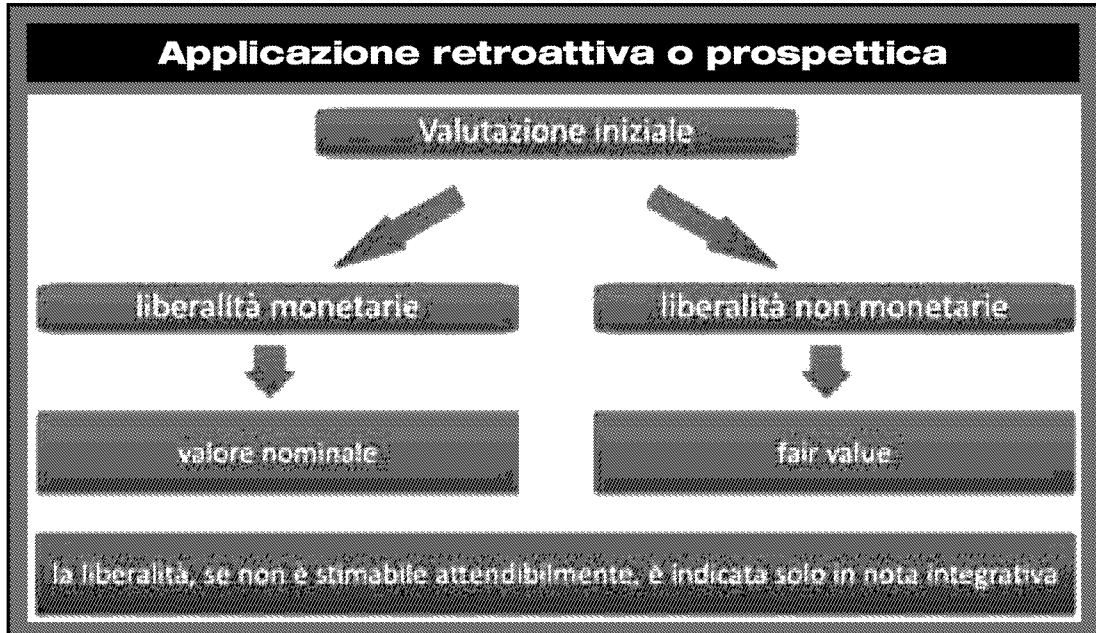 Applicazione retroattiva o prospettica
Valutazione iniziale
liberalità monetarie
liberalità non monetarie
valore nominale
fair value
la liberalità, se non è stimabile attendibilmente, è indicata solo in nota integrativa